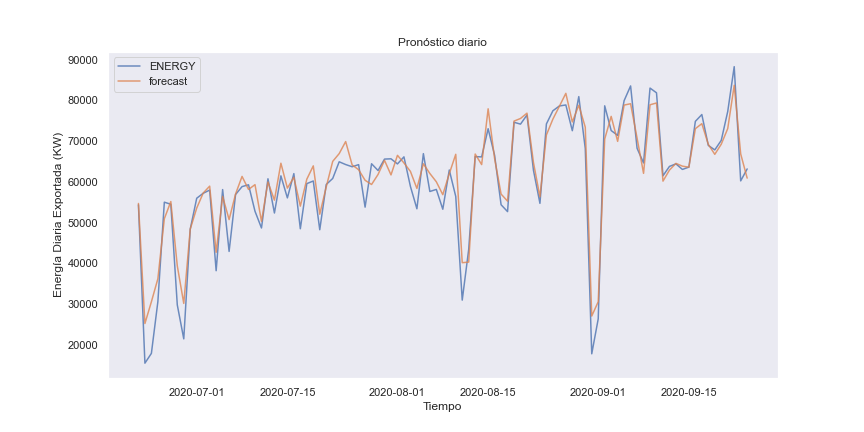 Pronóstico diario
ENERGY
forecast
Energía Diaria Exportada (KW)
90000
80000
70000
60000
50000
40000
30000
20000
2020-07-01 2020-07-15 2020-08-01 2020-08-15 2020-09-01 2020-09-15
Tiempo